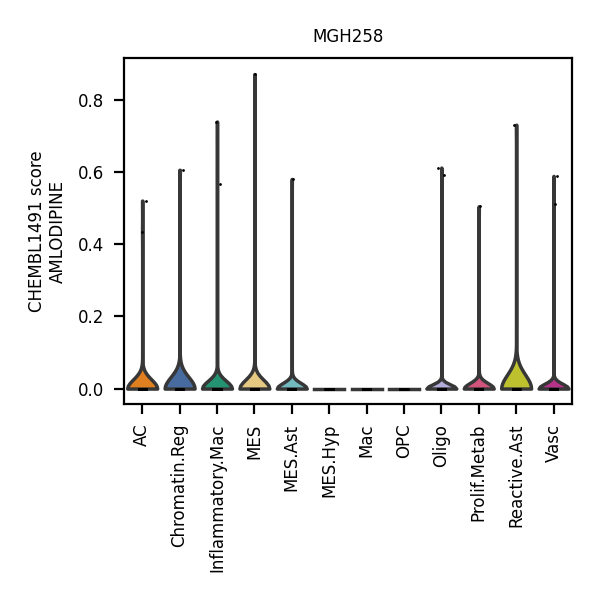 MGH258
CHEMBL1491 score
AMLODIPINE
0.8
0.6
0.4
0.2
0.0
AC
Chromatin.Reg
Inflammatory.Mac
MES
MES.Ast
MES.Hyp
Mac
OPC
Oligo
Prolif.Metab
Reactive.Ast
Vasc